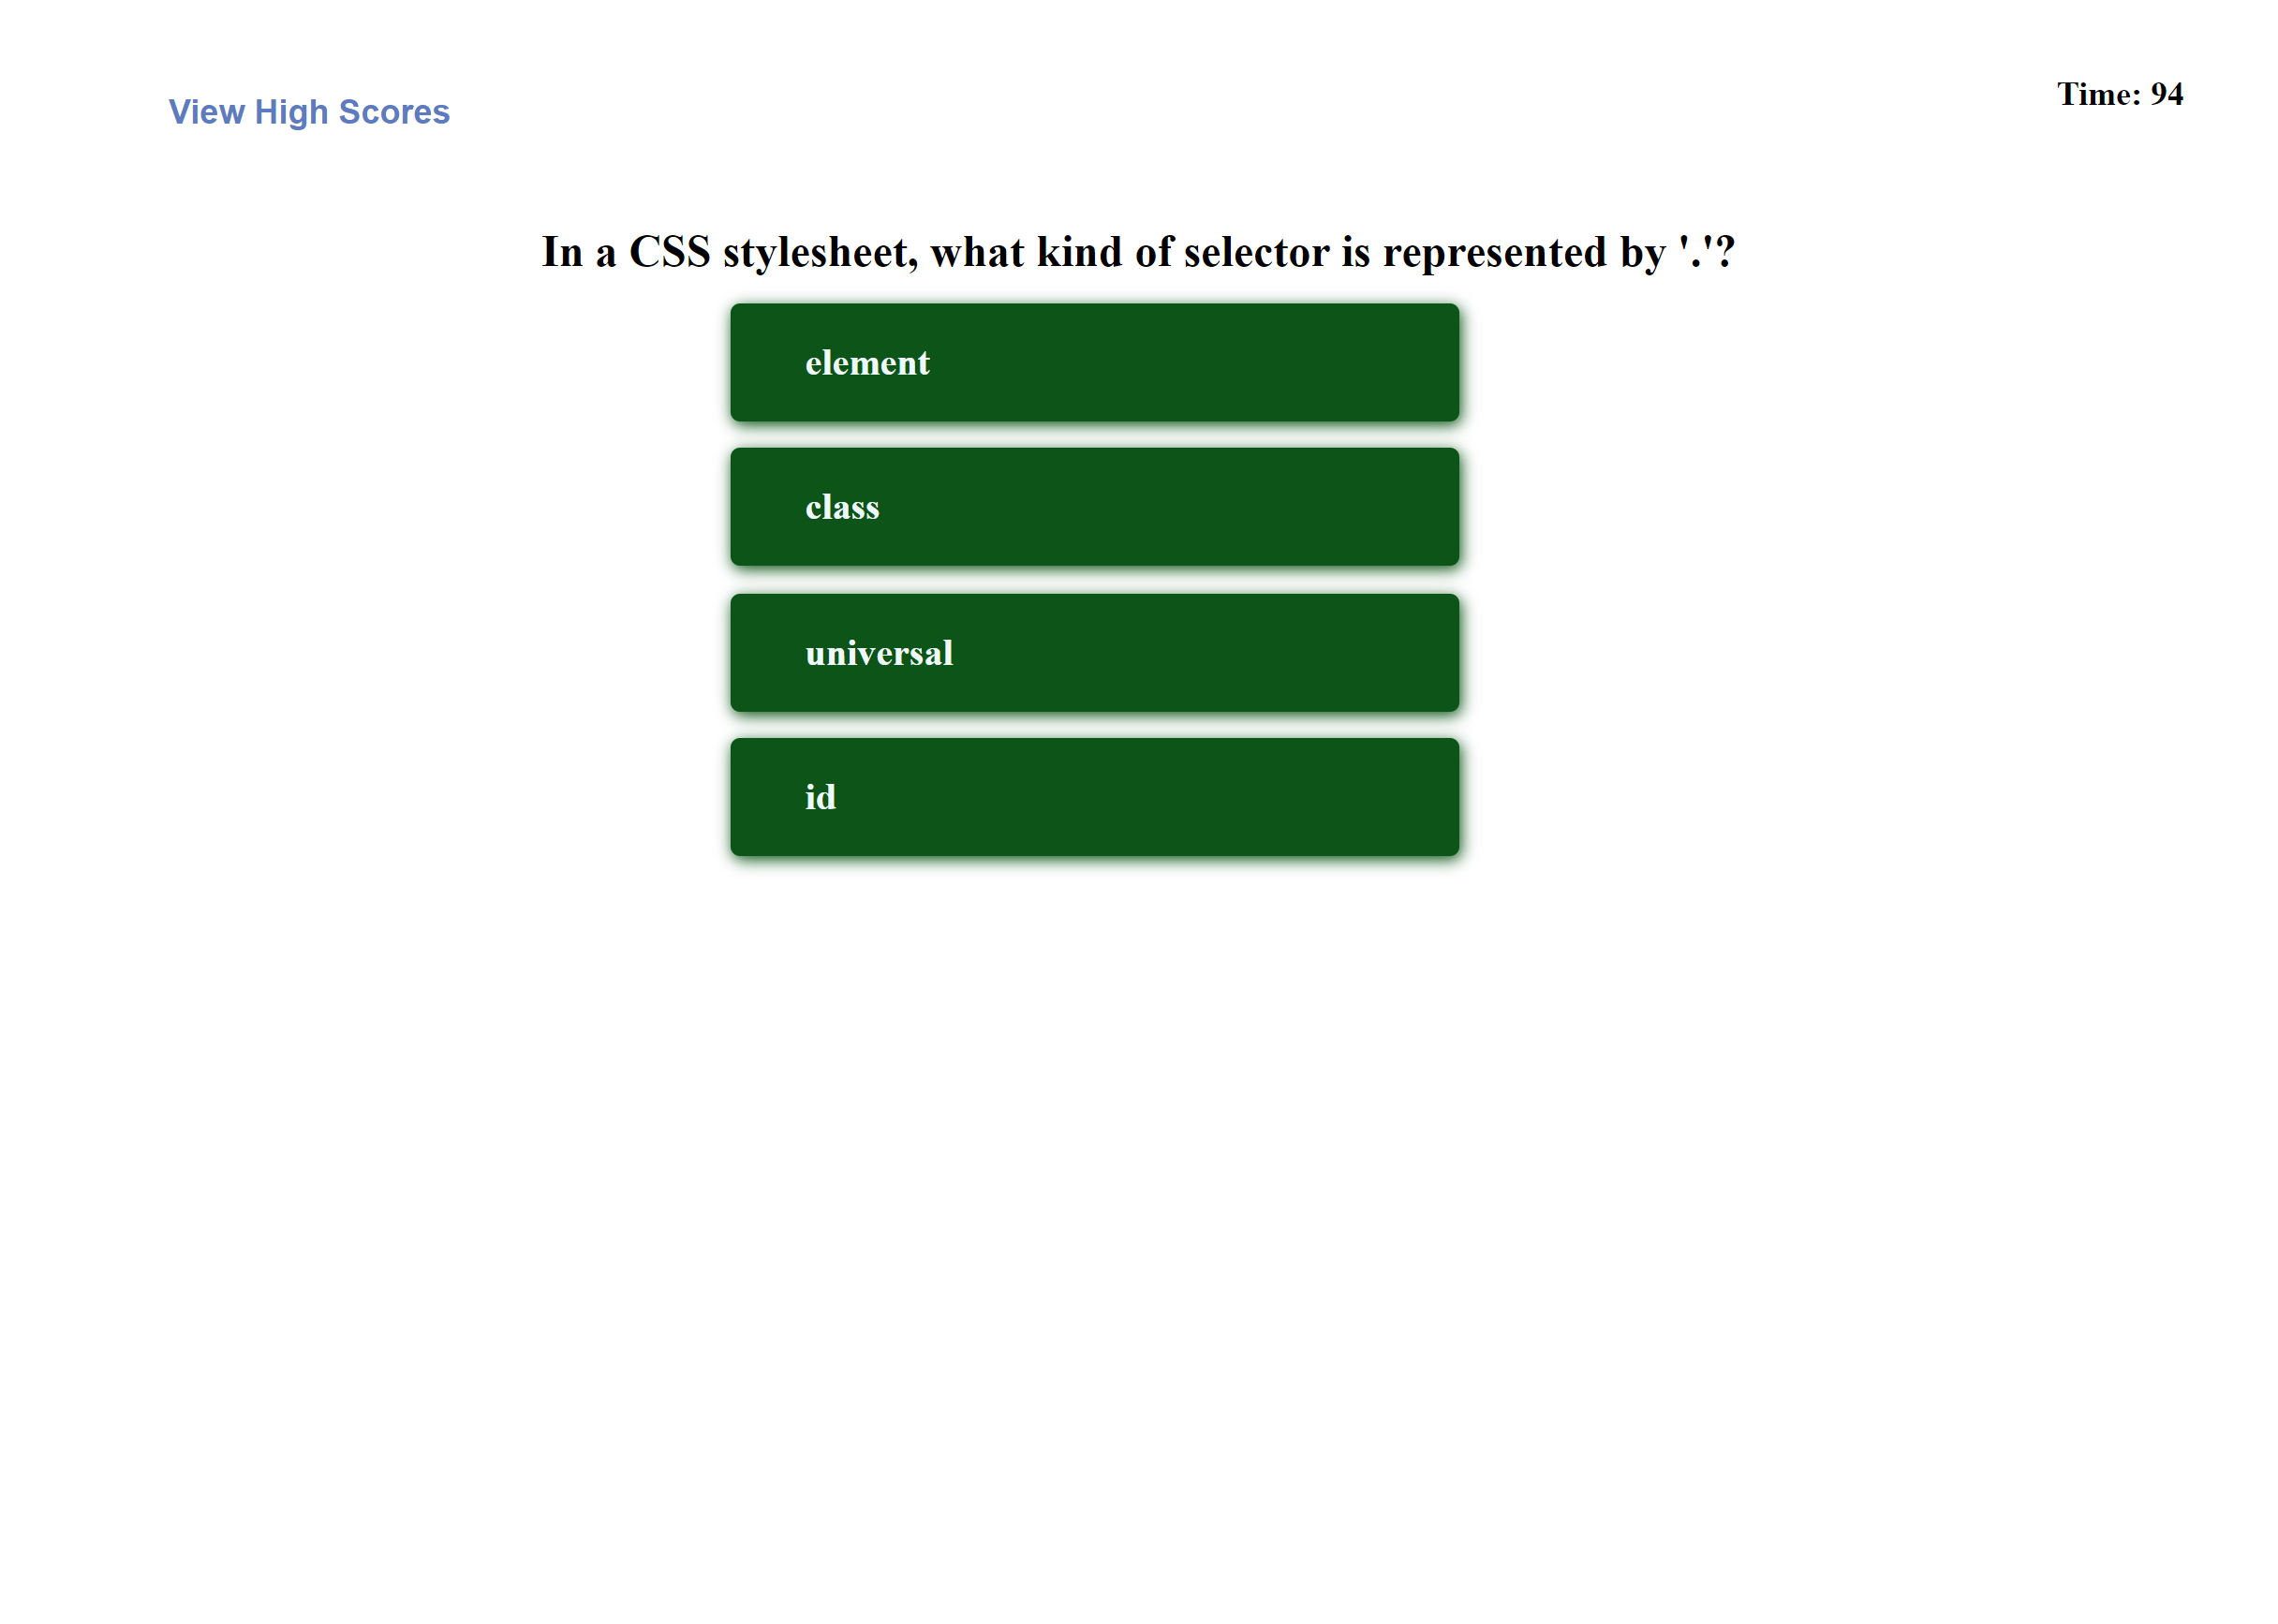 View High Scores
Time: 94
In a CSS stylesheet, what kind of selector is represented by '.'?
element
class
universal
id